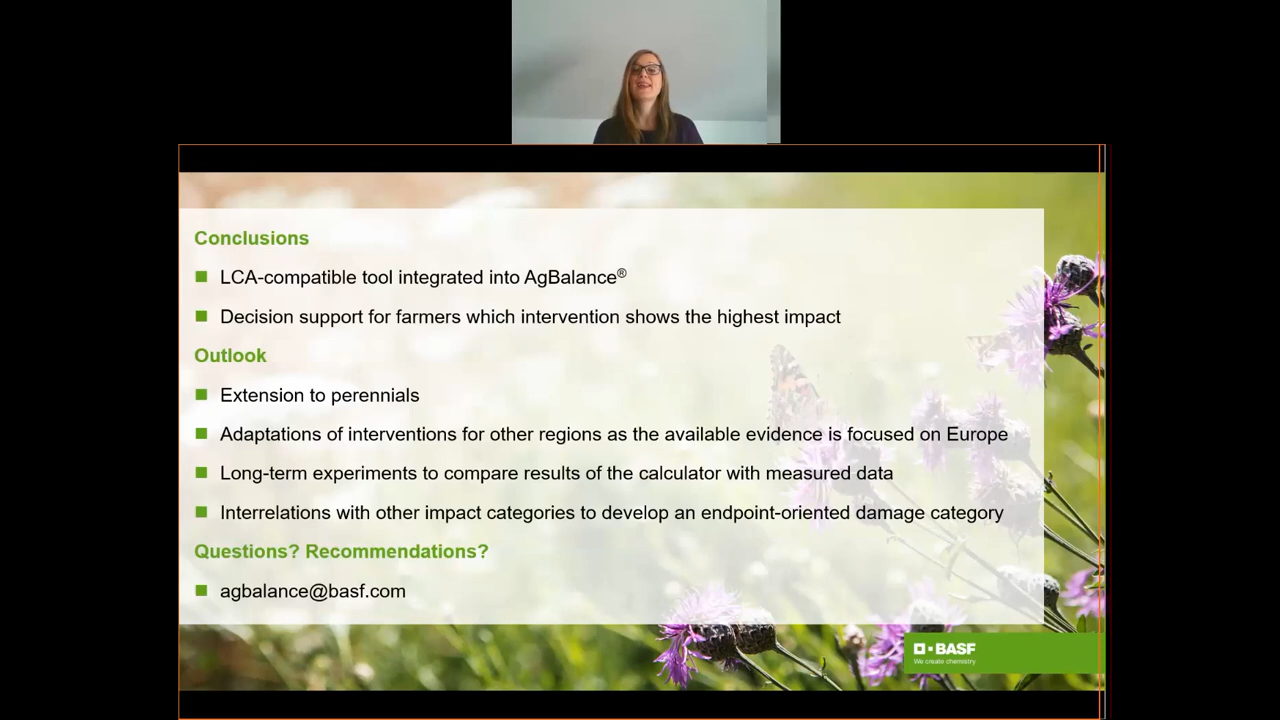 Conclusions
LCA-compatible tool integrated into AgBalance®
Decision support for farmers which intervention shows the highest impact
Outlook
Extension to perennials
Adaptations of interventions for other regions as the available evidence is focused on Europe
Long-term experiments to compare results of the calculator with measured data
Interrelations with other impact categories to develop an endpoint-oriented damage category
Questions? Recommendations?
agbalance@basf.com
BASF
We create chemistry